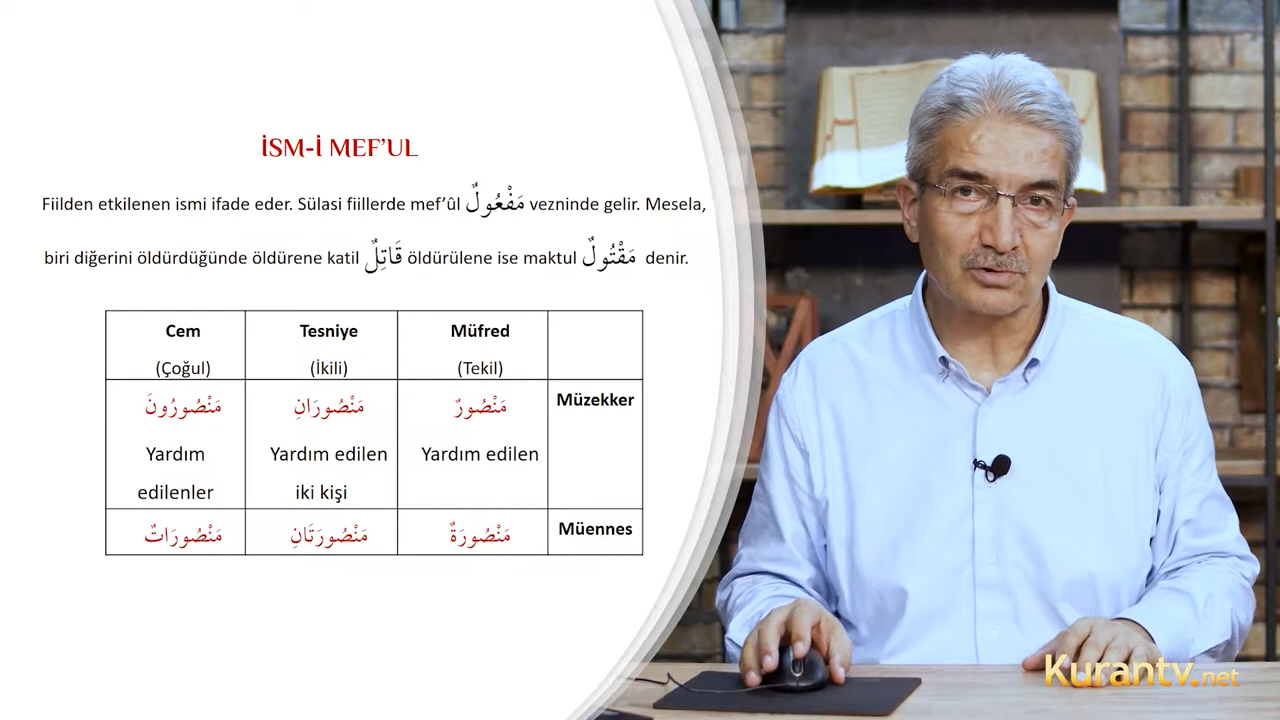 İSM-İ MEF’UL
Fiilden etkilenen ismi ifade eder. Sülasi fiillerde mef’ûl مَفْعُولٌ vezninde gelir. Mesela,
biri diğerini öldürdüğünde öldürene katil قَاتِلٌ öldürülene ise maktul مَقْتُولٌ denir.
Cem Tesniye Müfred
(Çoğul) (İkili) (Tekil)
مَنْصُورُونَ مَنْصُورَانِ مَنْصُورٌ Müzekker
Yardım Yardım edilen Yardım edilen
edilenler iki kişi
مَنْصُورَاتٌ مَنْصُورَتَانِ مَنْصُورَةٌ Müennes
Kurantv.net